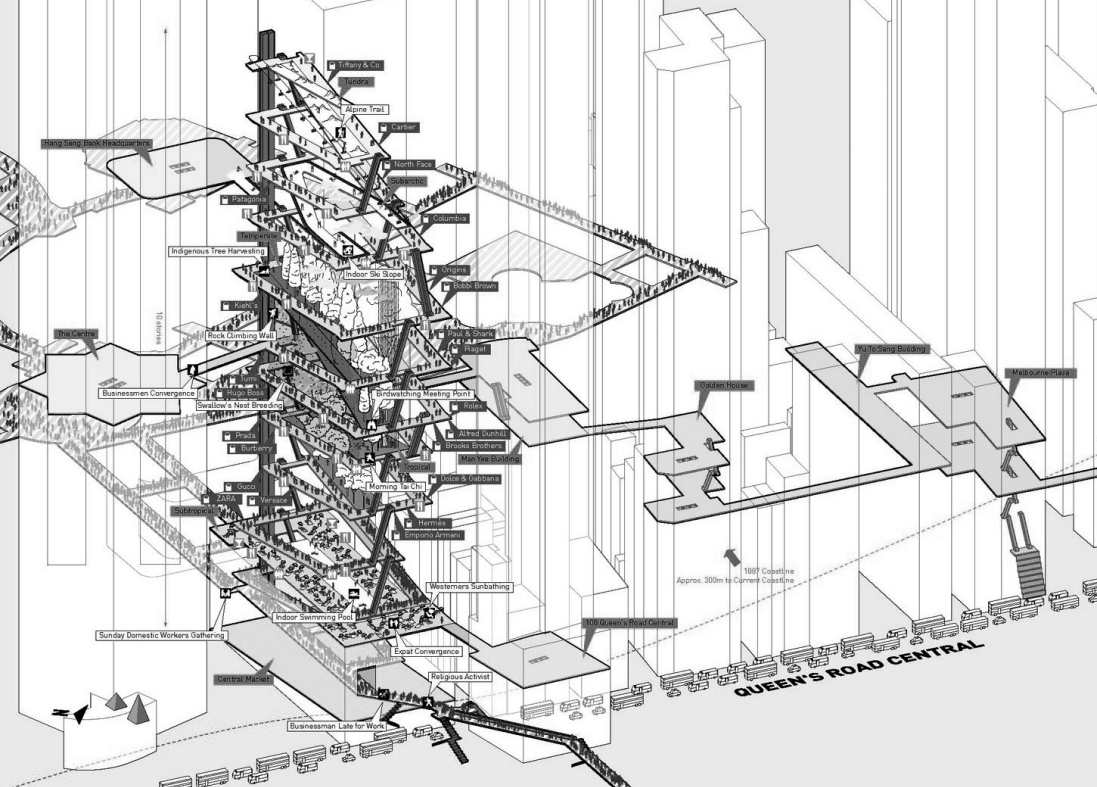 Tiffany & Co.
Tundra
Alpine Trail
Cartier
Hang Seng Bank Headquarters
North Face
Subarctic
Patagonia
Columbia
Temperate
Indigenous Tree Harvesting
Indoor Ski Slope
Origins
Bobbi Brown
Kiehl's
10 stories
The Centre
Rock Climbing Wall
Paul & Shark
Piaget
Yu To Sang Building
Melbourne Plaza
Businessmen Convergence
Tumi
Hugo Boss
Birdwatching Meeting Point
Golden House
Swallow's Nest Breeding
Rolex
Prada
Burberry
Alfred Dunhill
Brooks Brothers
Man Yee Building
Tropical
Gucci
Morning Tai Chi
Dolce & Gabbana
ZARA
Versace
Subtropical
Hermès
Emporio Armani
1887 Coastline
Approx. 300m to Current Coastline
Westerners Sunbathing
Indoor Swimming Pool
100 Queen's Road Central
Sunday Domestic Workers Gathering
Expat Convergence
QUEEN'S ROAD CENTRAL
Central Market
Religious Activist
N
Businessman Late for Work